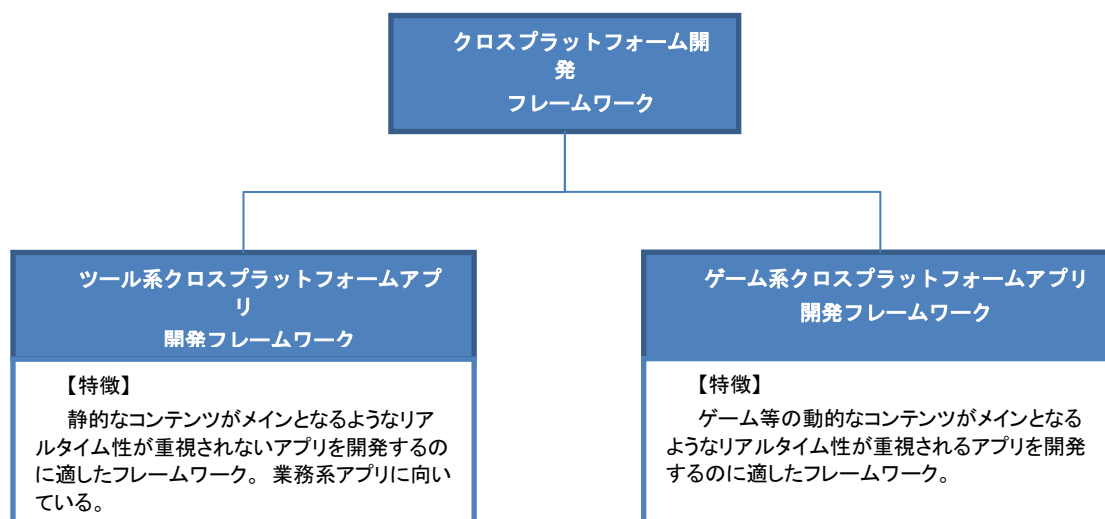 クロスプラットフォーム開
発
フレームワーク
ツール系クロスプラットフォームアプ
リ
開発フレームワーク
【特徴】
静的なコンテンツがメインとなるようなリア
ルタイム性が重視されないアプリを開発するの
に適したフレームワーク。 業務系アプリに向い
ている。
ゲーム系クロスプラットフォームアプリ
開発フレームワーク
【特徴】
ゲーム等の動的なコンテンツがメインとなる
ようなリアルタイム性が重視されるアプリを開発
するのに適したフレームワーク。